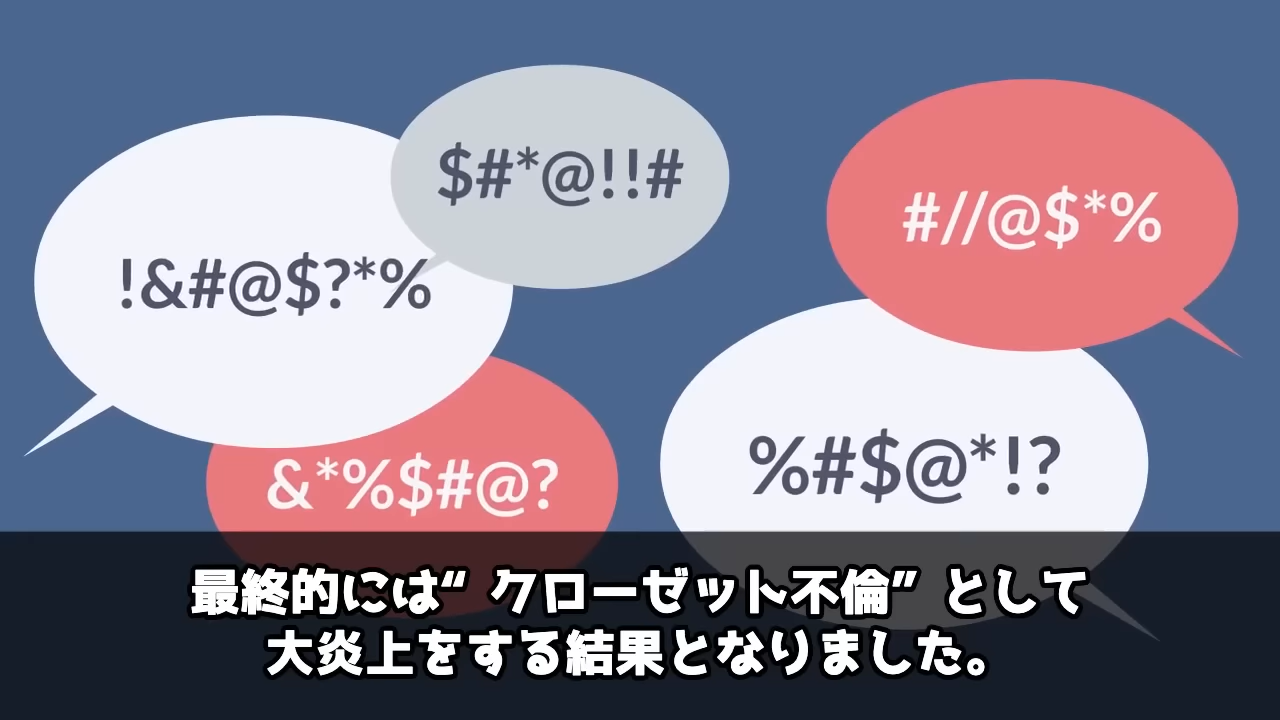 $#*@!!#
#//@$*%
!&#@$?*%
%#$@*!?
&*%$#@?
最終的には“クローゼット不倫”として
大炎上をする結果となりました。